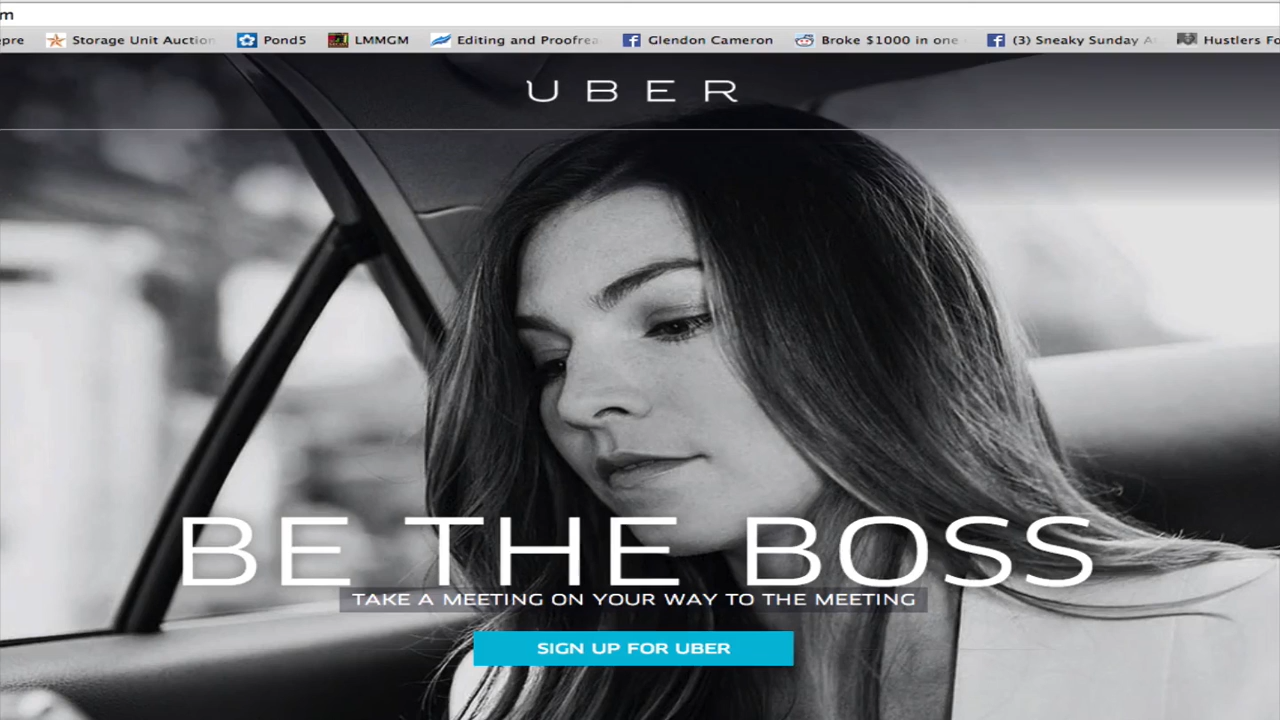 m
epre Storage Unit Auction Pond5 LMMGM Editing and Proofrea Glendon Cameron Broke $1000 in one (3) Sneaky Sunday A Hustlers Fo
UBER
BE THE BOSS
TAKE A MEETING ON YOUR WAY TO THE MEETING
SIGN UP FOR UBER